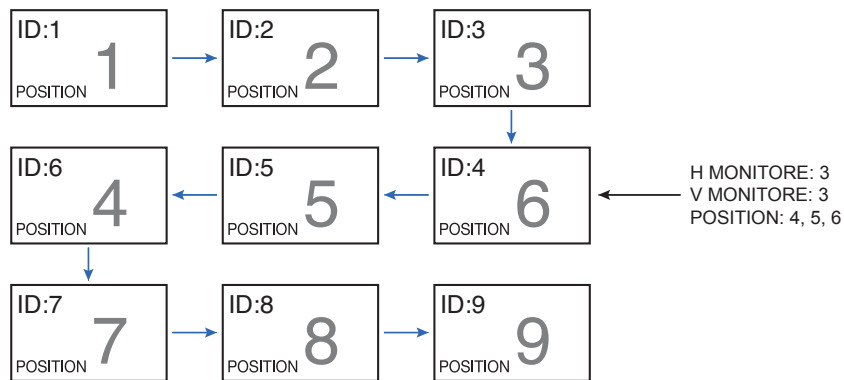 ID:1
POSITION 1
ID:2
POSITION 2
ID:3
POSITION 3
ID:6
POSITION 4
ID:5
POSITION 5
ID:4
POSITION 6
H MONITORE: 3
V MONITORE: 3
POSITION: 4, 5, 6
ID:7
POSITION 7
ID:8
POSITION 8
ID:9
POSITION 9